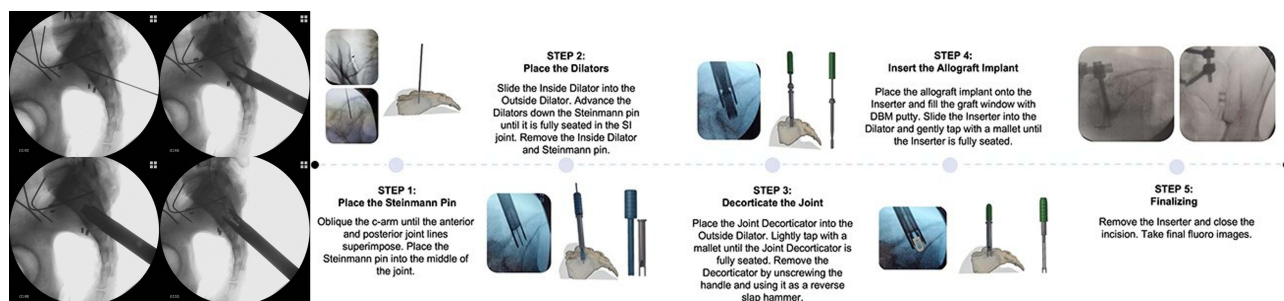 STEP 1:
Place the Steinmann Pin
Oblique the c-arm until the anterior
and posterior joint lines
superimpose. Place the
Steinmann pin into the middle of
the joint.
STEP 2:
Place the Dilators
Slide the Inside Dilator into the
Outside Dilator. Advance the
Dilators down the Steinmann pin
until it is fully seated in the SI
joint. Remove the Inside Dilator
and Steinmann pin.
STEP 3:
Decorticate the Joint
Place the Joint Decorticator into the
Outside Dilator. Lightly tap with a
mallet until the Joint Decorticator is
fully seated. Remove the
Decorticator by unscrewing the
handle and using it as a reverse
slap hammer.
STEP 4:
Insert the Allograft Implant
Place the allograft implant onto the
Inserter and fill the graft window with
DBM putty. Slide the Inserter into the
Dilator and gently tap with a mallet until
the Inserter is fully seated.
STEP 5:
Finalizing
Remove the Inserter and close the
incision. Take final fluoro images.